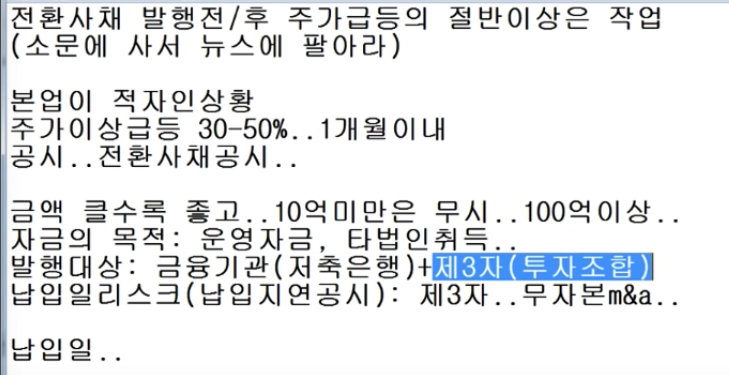 전환사채 발행전/후 주가급등의 절반이상은 작업
(소문에 사서 뉴스에 팔아라)
본업이 적자인상황
주가이상급등 30-50%..1개월이내
공시..전환사채공시..
금액 클수록 좋고..10억미만은 무시..100억이상..
자금의 목적: 운영자금, 타법인취득..
발행대상: 금융기관(저축은행)+제3자(투자조합)
납입일리스크(납입지연공시): 제3자..무자본m&a..
납입일..